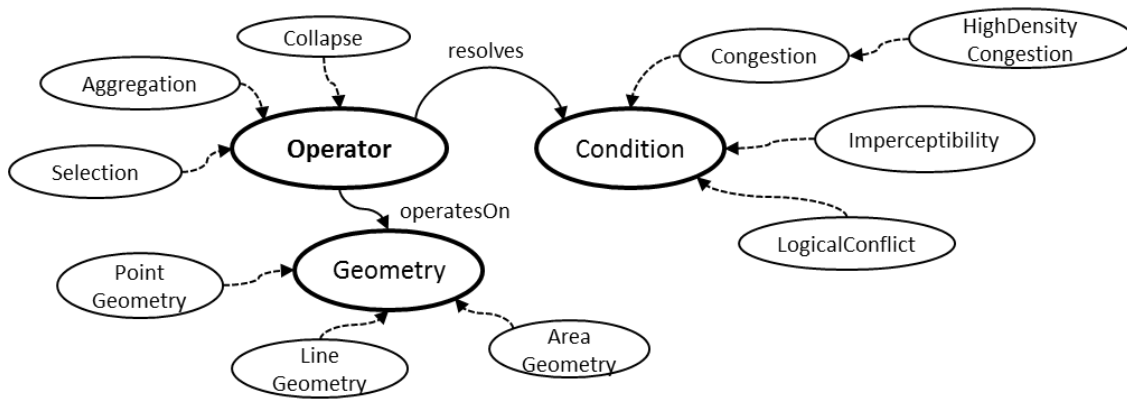 Collapse
resolves
HighDensity
Congestion
Congestion
Aggregation
Operator
Condition
Imperceptibility
Selection
operatesOn
LogicalConflict
Point
Geometry
Geometry
Line
Geometry
Area
Geometry